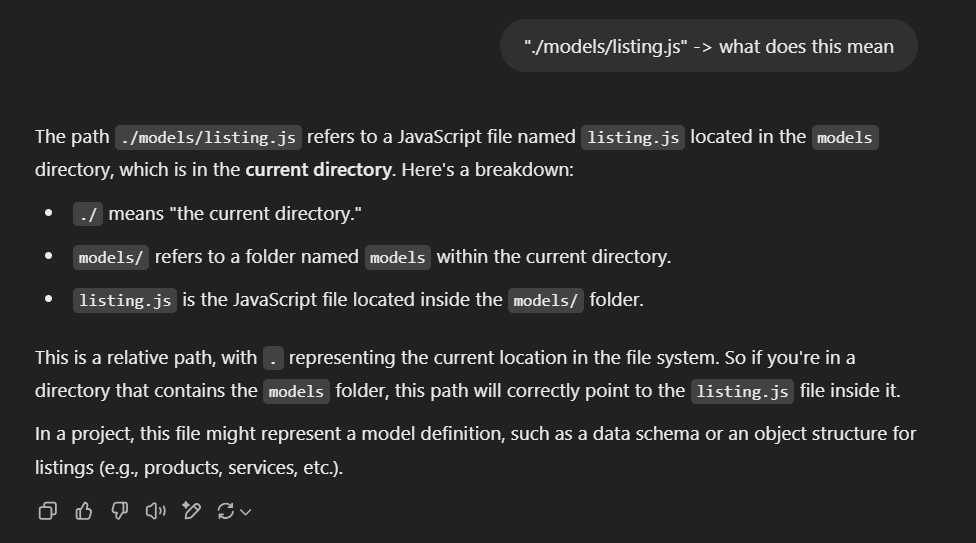 "./models/listing.js" -> what does this mean
The path ./models/listing.js refers to a JavaScript file named listing.js located in the models
directory, which is in the current directory. Here's a breakdown:
• ./ means "the current directory."
• models/ refers to a folder named models within the current directory.
• listing.js is the JavaScript file located inside the models/ folder.
This is a relative path, with . representing the current location in the file system. So if you're in a
directory that contains the models folder, this path will correctly point to the listing.js file inside it.
In a project, this file might represent a model definition, such as a data schema or an object structure for
listings (e.g., products, services, etc.).